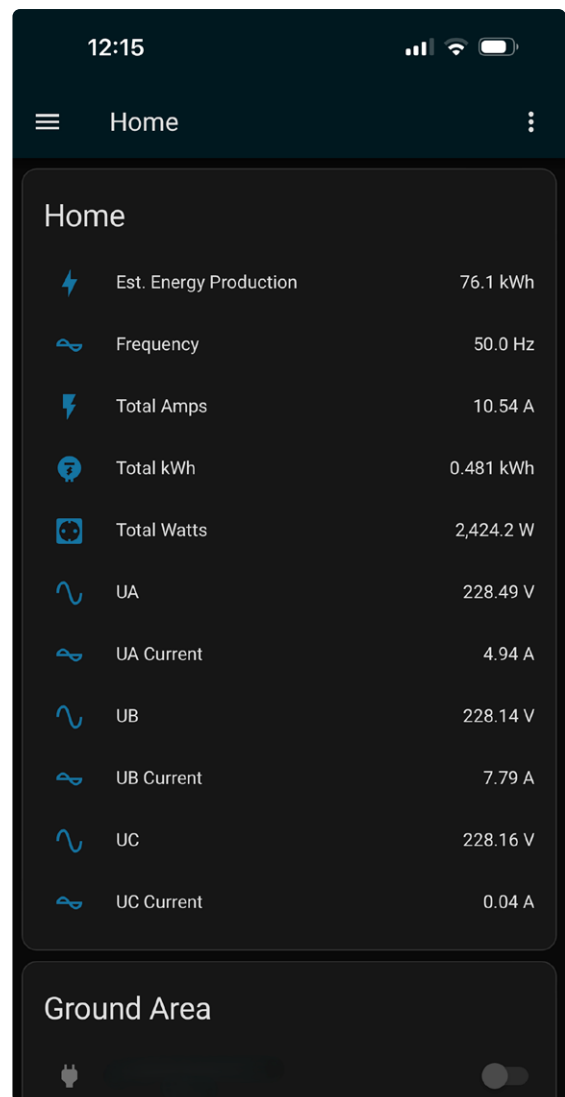 12:15
Home
Home
Est. Energy Production 76.1 kWh
Frequency 50.0 Hz
Total Amps 10.54 A
Total kWh 0.481 kWh
Total Watts 2,424.2 W
UA 228.49 V
UA Current 4.94 A
UB 228.14 V
UB Current 7.79 A
UC 228.16 V
UC Current 0.04 A
Ground Area